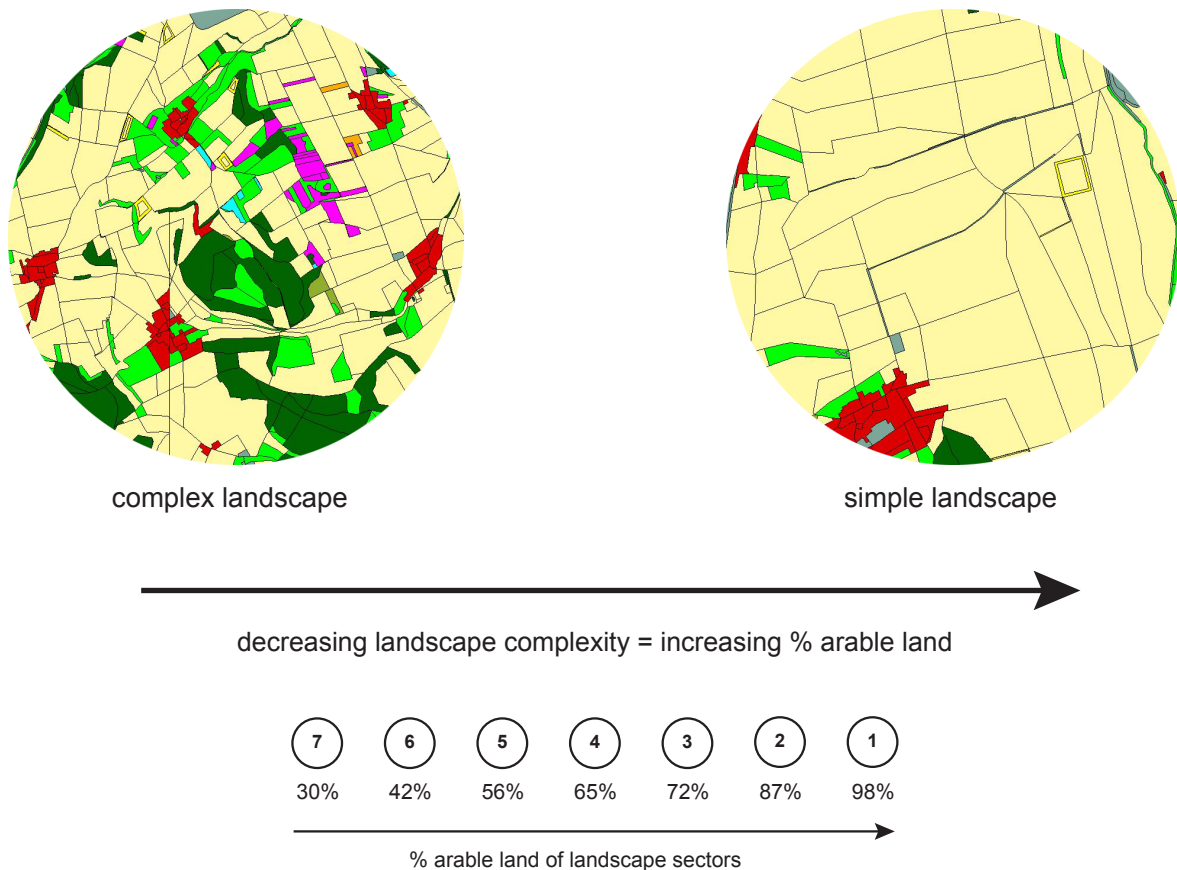 complex landscape
simple landscape
decreasing landscape complexity = increasing % arable land
7 6 5 4 3 2 1
30% 42% 56% 65% 72% 87% 98%
% arable land of landscape sectors